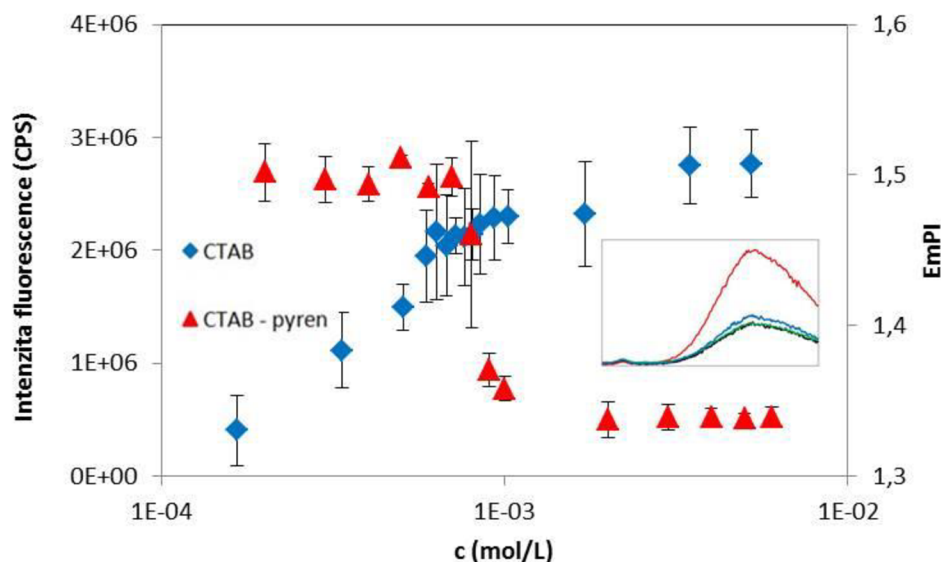 4E+06
3E+06
2E+06
1E+06
0E+00
Intenzita fluorescence (CPS)
1,6
1,5
1,4
1,3
EmPI
CTAB
CTAB - pyren
1E-04
1E-03
1E-02
c (mol/L)